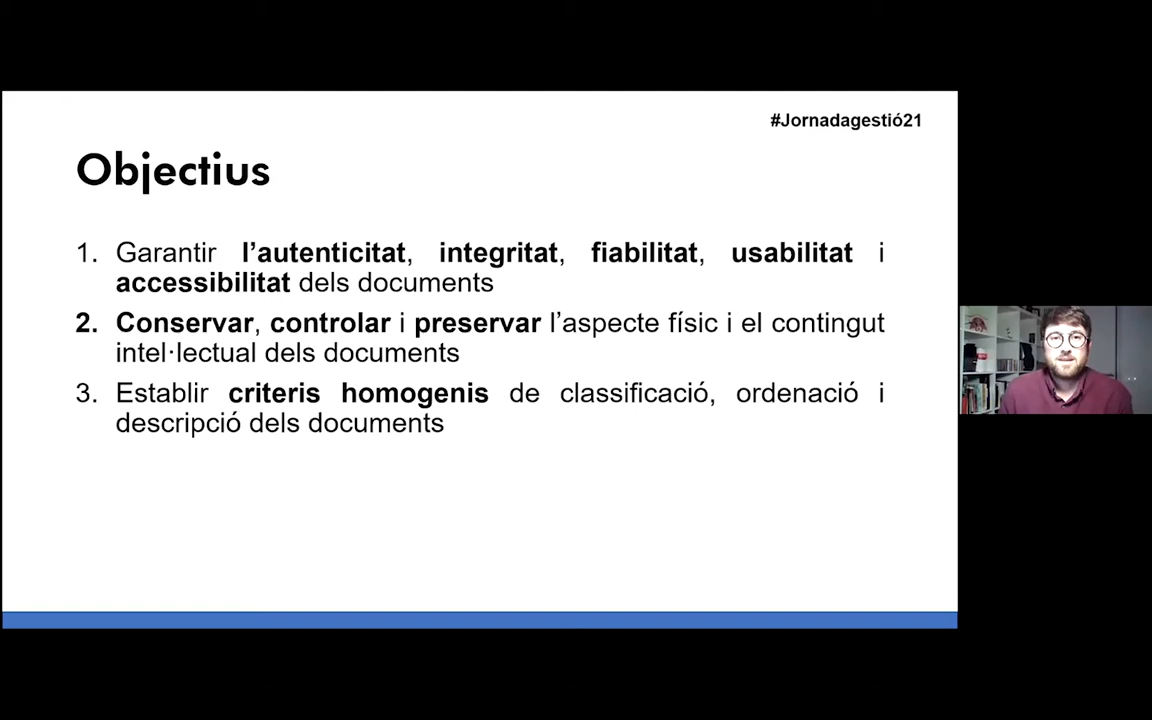 #Jornadagestió21
Objectius
1. Garantir l’autenticitat, integritat, fiabilitat, usabilitat i
accessibilitat dels documents
2. Conservar, controlar i preservar l’aspecte físic i el contingut
intel·lectual dels documents
3. Establir criteris homogenis de classificació, ordenació i
descripció dels documents